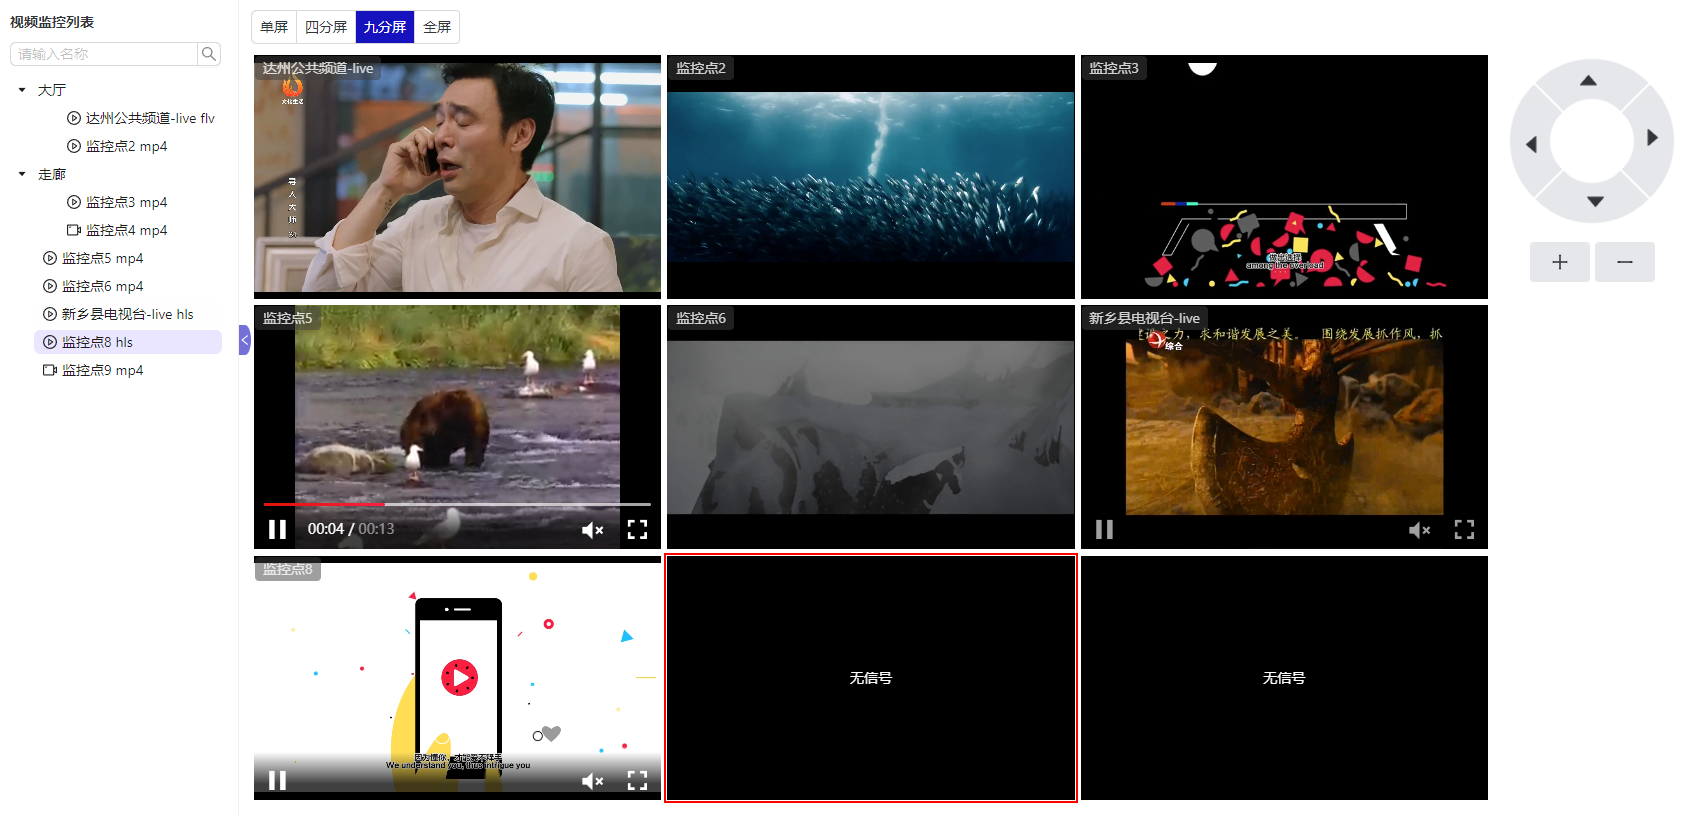 视频监控列表
请输入名称
大厅
达州公共频道-live flv
监控点2 mp4
走廊
监控点3 mp4
监控点4 mp4
监控点5 mp4
监控点6 mp4
新乡县电视台-live hls
监控点8 hls
监控点9 mp4
单屏
四分屏
九分屏
全屏
达州公共频道-live
监控点2
监控点3
among the overload
监控点5
00:04 / 00:13
监控点6
新乡县电视台-live
力，求和谐发展之美。 围绕发展抓作风，抓
综合
监控点8
We understand you, thus intrigue you
无信号
无信号